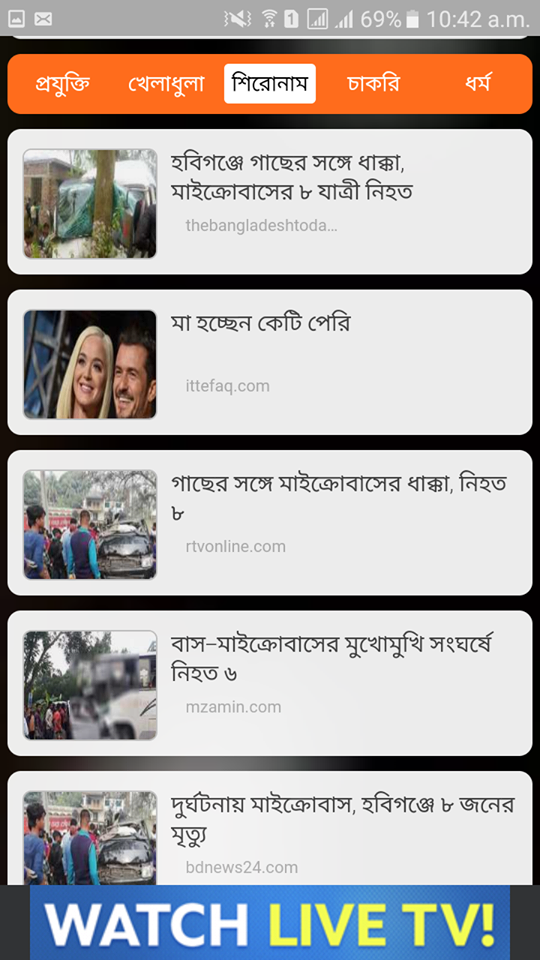 1 69% 10:42 a.m.
প্রযুক্তি খেলাধুলা শিরোনাম চাকরি ধর্ম
হবিগঞ্জে গাছের সঙ্গে ধাক্কা,
মাইক্রোবাসের ৮ যাত্রী নিহত
thebangladeshtoda...
মা হচ্ছেন কেটি পেরি
ittefaq.com
গাছের সঙ্গে মাইক্রোবাসের ধাক্কা, নিহত
৮
rtvonline.com
বাস–মাইক্রোবাসের মুখোমুখি সংঘর্ষে
নিহত ৬
mzamin.com
দুর্ঘটনায় মাইক্রোবাস, হবিগঞ্জে ৮ জনের
মৃত্যু
bdnews24.com
WATCH LIVE TV!